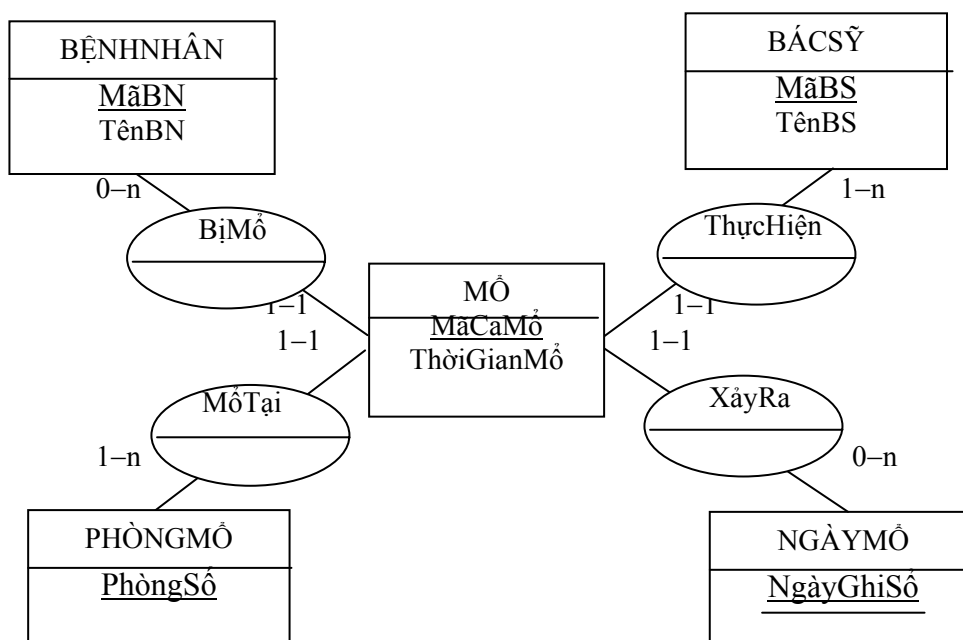 BỆNHNHÂN
MãBN
TênBN
BÁCSỸ
MãBS
TênBS
0–n
1–n
BịMổ
ThựcHiện
MỔ
MãCaMổ
ThờiGianMổ
1–1
1–1
1–1
1–1
MổTại
XảyRa
1–n
0–n
PHÒNGMỔ
PhòngSố
NGÀYMỔ
NgàyGhiSổ